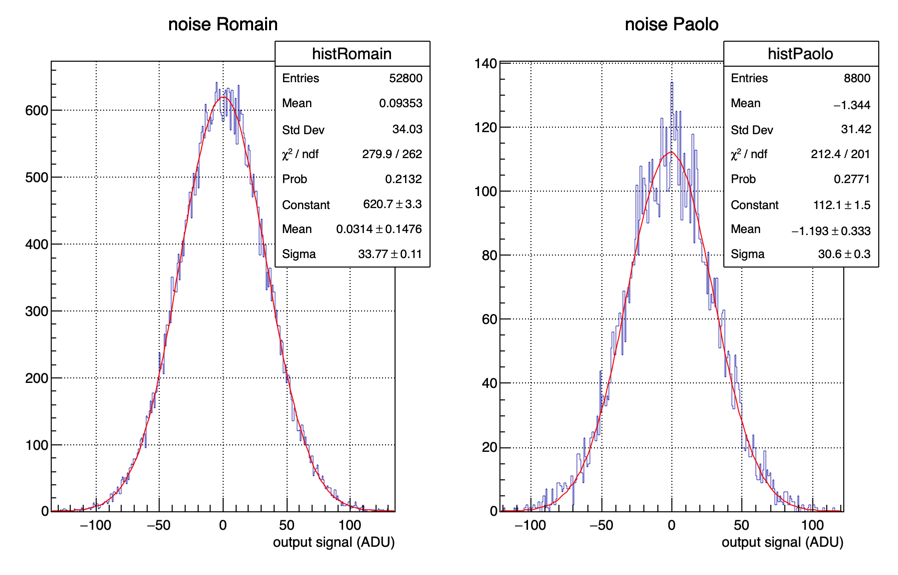 noise Romain
histRomain
Entries 52800
Mean 0.09353
Std Dev 34.03
χ² / ndf 279.9 / 262
Prob 0.2132
Constant 620.7 ± 3.3
Mean 0.0314 ± 0.1476
Sigma 33.77 ± 0.11
600
500
400
300
200
100
0
−100 −50 0 50 100
output signal (ADU)
noise Paolo
histPaolo
Entries 8800
Mean −1.344
Std Dev 31.42
χ² / ndf 212.4 / 201
Prob 0.2771
Constant 112.1 ± 1.5
Mean −1.193 ± 0.333
Sigma 30.6 ± 0.3
140
120
100
80
60
40
20
0
−100 −50 0 50 100
output signal (ADU)